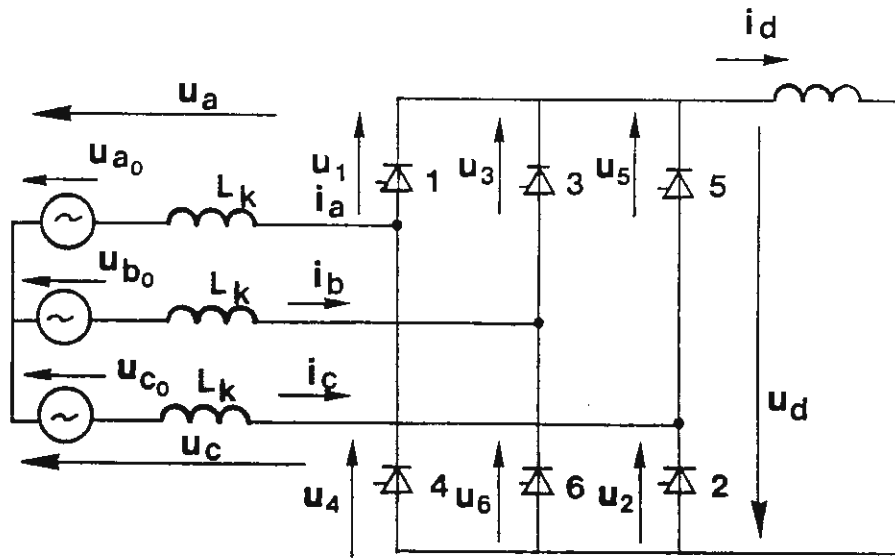 i_d
u_a
u_a0
u_1 1 u_3 3 u_5 5
L_k i_a
u_b0
L_k i_b
u_c0 L_k i_c
u_c
u_d
u_4 4 u_6 6 u_2 2